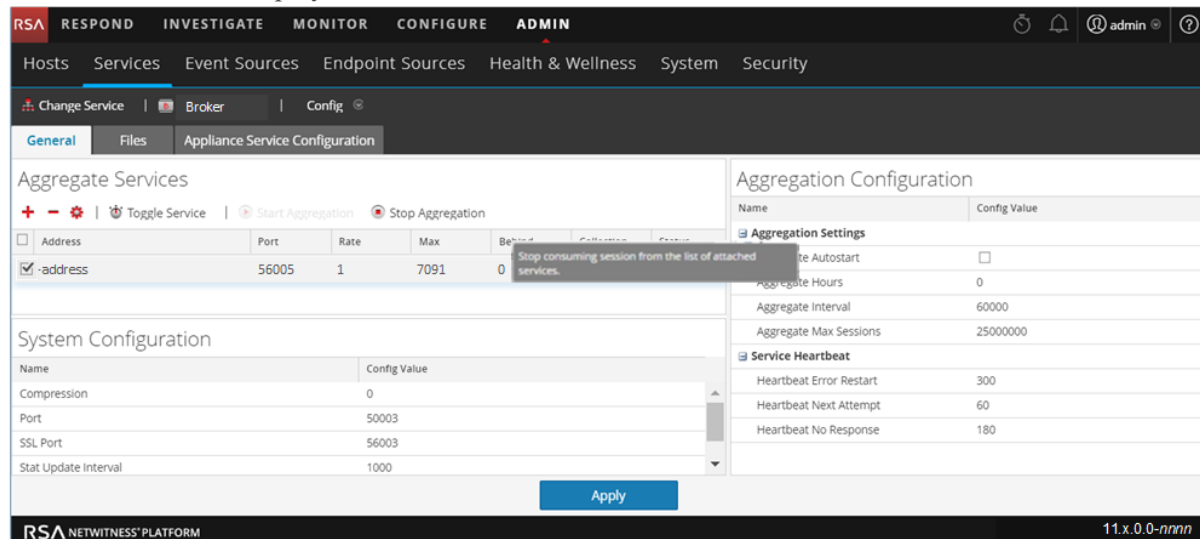 RSA RESPOND INVESTIGATE MONITOR CONFIGURE ADMIN admin
Hosts Services Event Sources Endpoint Sources Health & Wellness System Security
Change Service | Broker | Config
General Files Appliance Service Configuration
Aggregate Services
+ - | Toggle Service | Start Aggregation Stop Aggregation
Address Port Rate Max
-address 56005 1 7091 0
Stop consuming session from the list of attached
services.
System Configuration
Name Config Value
Compression 0
Port 50003
SSL Port 56003
Stat Update Interval 1000
Aggregation Configuration
Name Config Value
Aggregation Settings
te Autostart
Aggregate Hours 0
Aggregate Interval 60000
Aggregate Max Sessions 25000000
Service Heartbeat
Heartbeat Error Restart 300
Heartbeat Next Attempt 60
Heartbeat No Response 180
Apply
RSA NETWITNESS® PLATFORM 11.x.0.0-nnnn